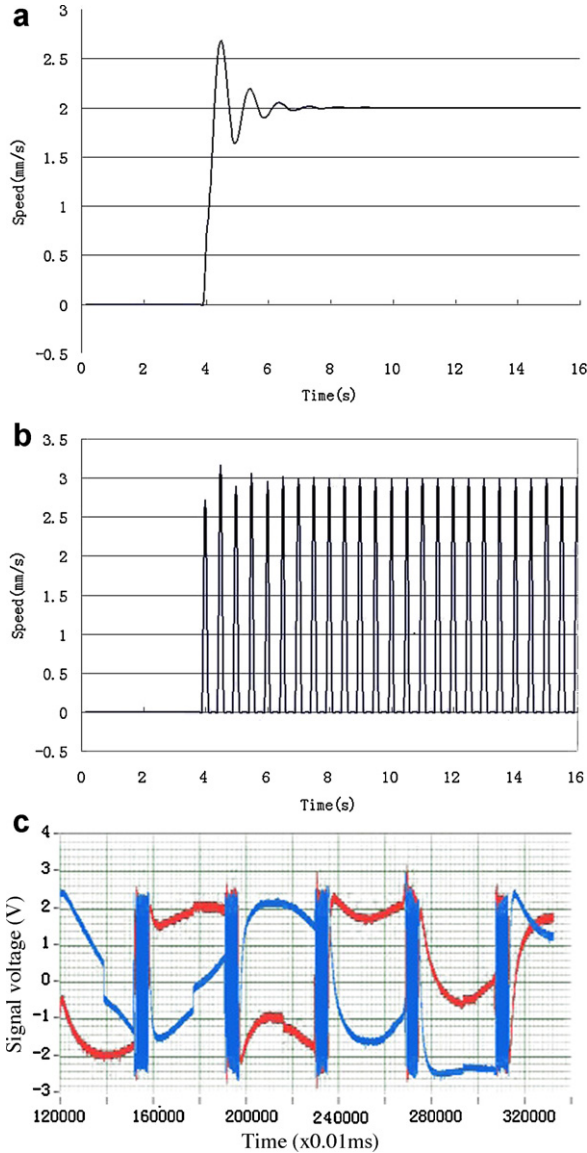 a
3
2.5
2
1.5
1
0.5
0
-0.5
Speed(mm/s)
0 2 4 6 8 10 12 14 16
Time(s)
b
3.5
3
2.5
2
1.5
1
0.5
0
-0.5
Speed(mm/s)
0 2 4 6 8 10 12 14 16
Time(s)
c
4
3
2
1
0
-1
-2
-3
Signal voltage (V)
120000 160000 200000 240000 280000 320000
Time (x0.01ms)